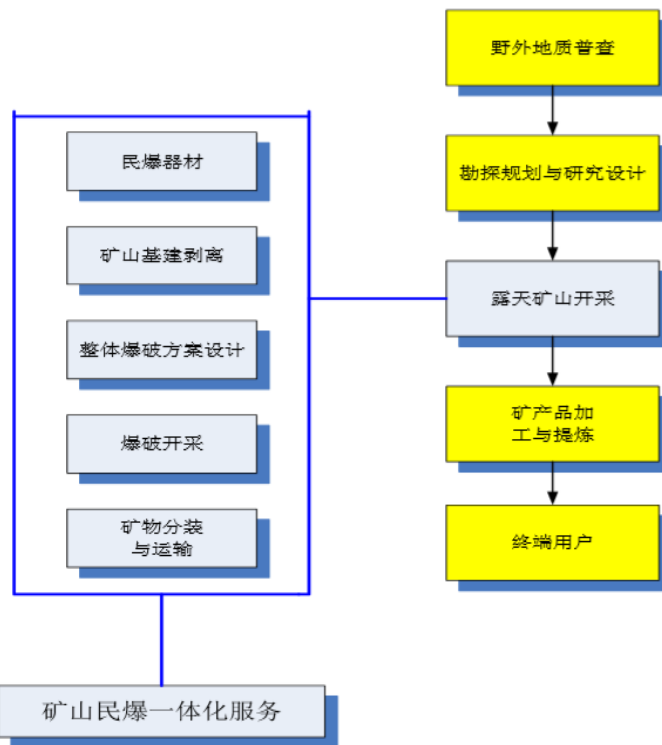 野外地质普查
勘探规划与研究设计
露天矿山开采
矿产品加
工与提炼
终端用户
民爆器材
矿山基建剥离
整体爆破方案设计
爆破开采
矿物分装
与运输
矿山民爆一体化服务